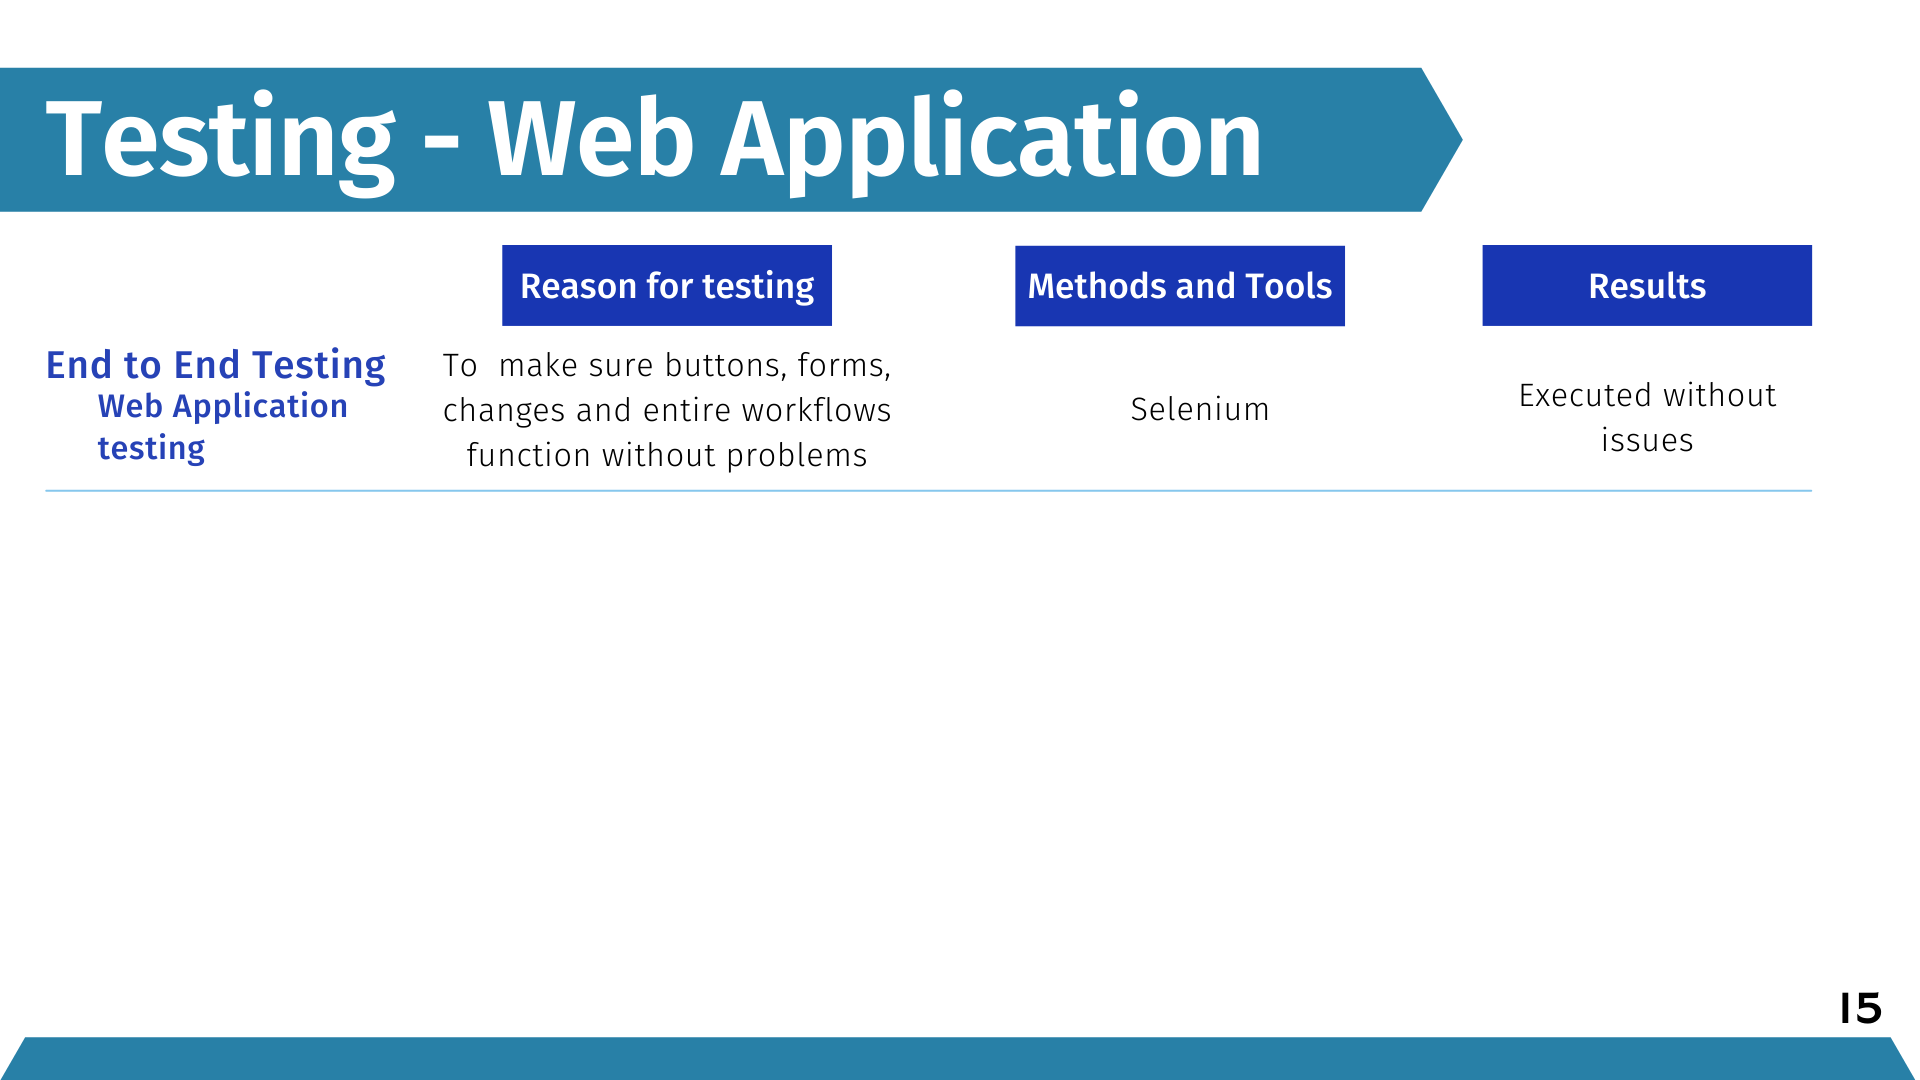 Testing - Web Application
Reason for testing
Methods and Tools
Results
End to End Testing
Web Application
testing
To  make sure buttons, forms,
changes and entire workflows
function without problems
Selenium
Executed without
issues
15